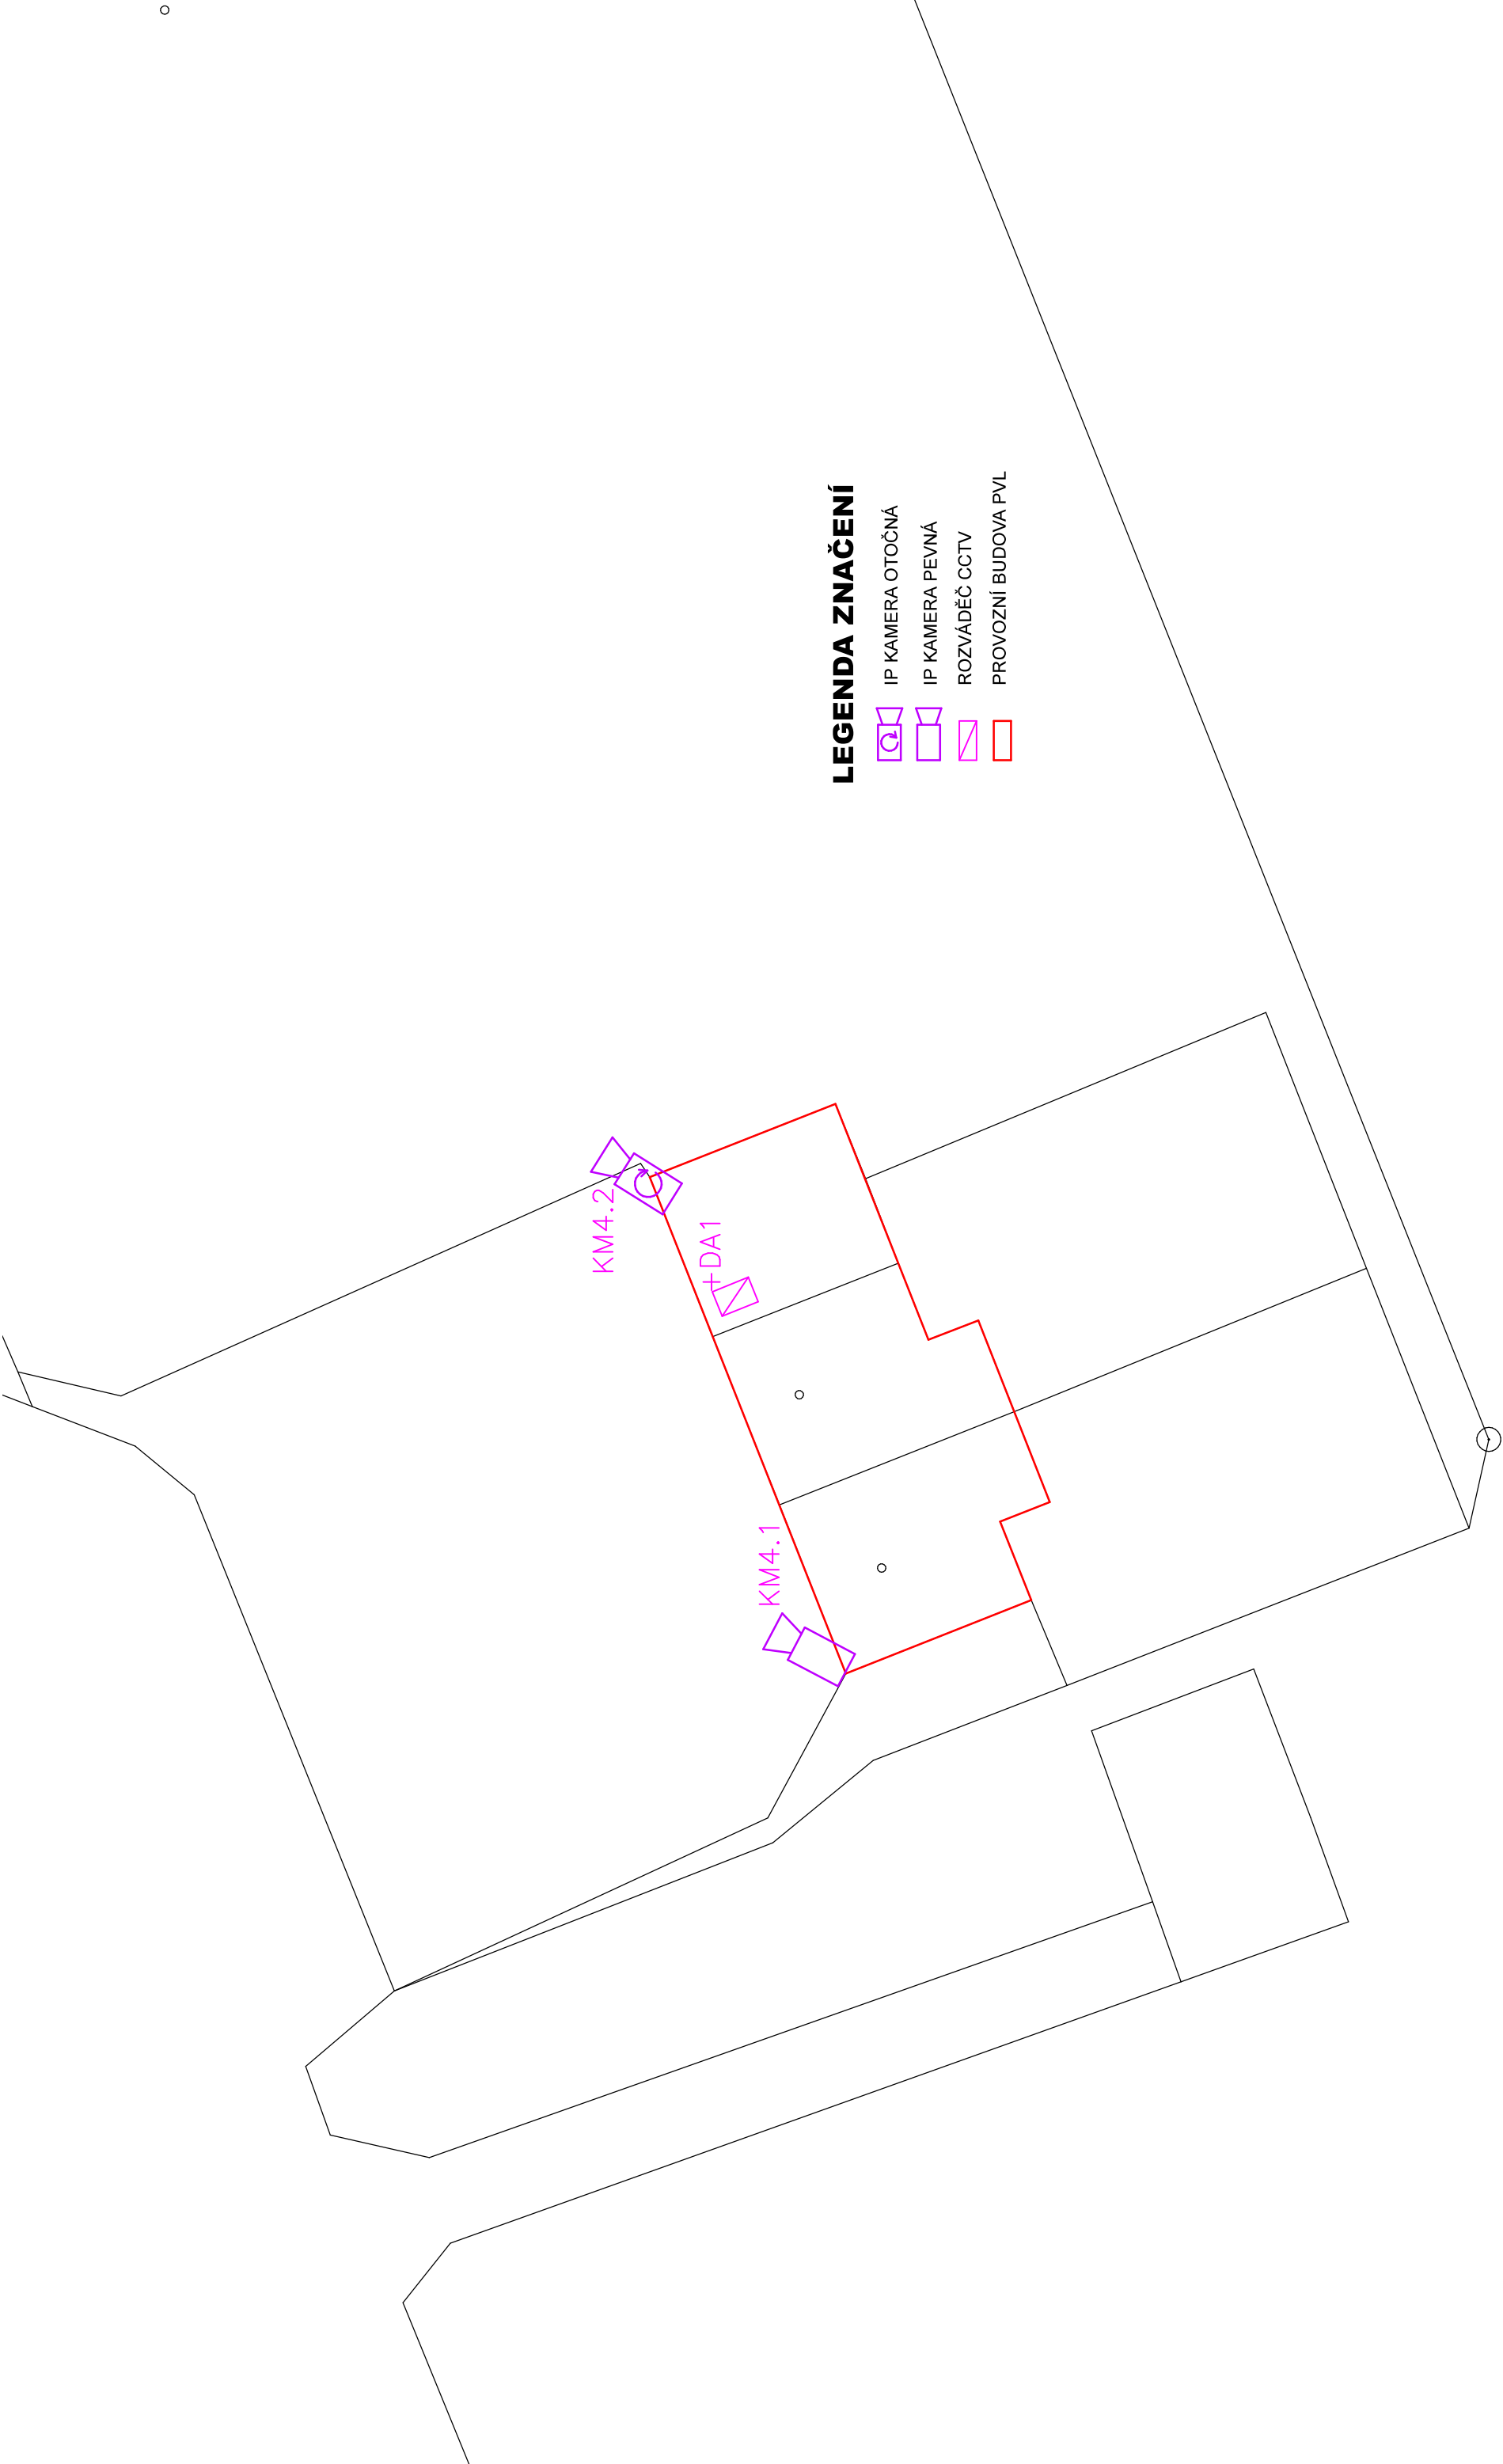 LEGENDA ZNAČENÍ
IP KAMERA OTOČNÁ
IP KAMERA PEVNÁ
ROZVÁDĚČ CCTV
PROVOZNÍ BUDOVA PVL
KM4.2
+DA1
KM4.1